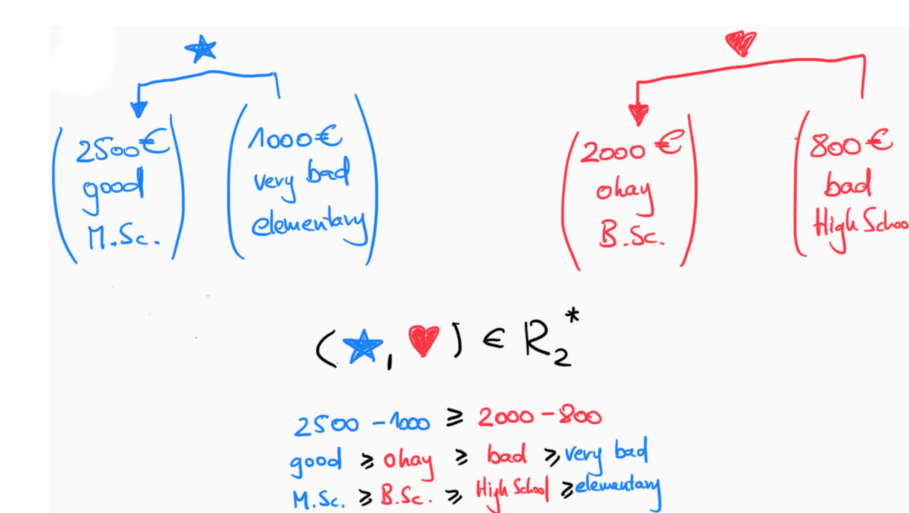 2500€
good
M.Sc.
1000€
very bad
elementary
2000 €
okay
B.Sc.
800 €
bad
High Schoo
(★, ♥) ∈ R₂*
2500 - 1000 ≥ 2000 - 800
good ≥ okay ≥ bad ≥ very bad
M.Sc. ≥ B.Sc. ≥ High School ≥ elementary